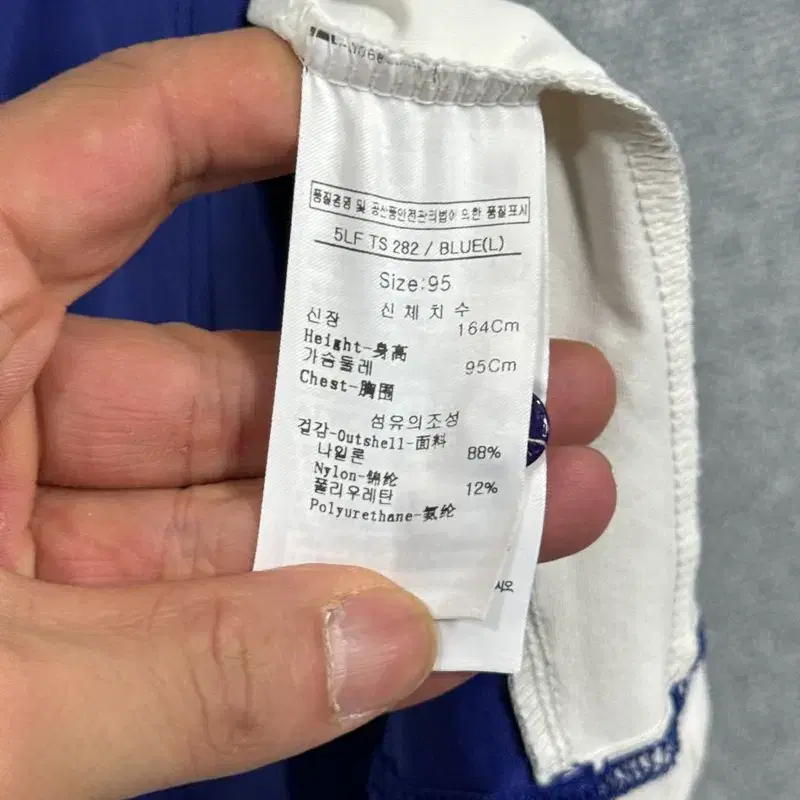 품질경영 및 공산품안전관리법에 의한 품질표시
5LF TS 282 / BLUE(L)
Size:95
신체치수
신장 164Cm
Height-身高
가슴둘레 95Cm
Chest-胸围
섬유의조성
겉감-Outshell-面料
나일론 88%
Nylon-锦纶
폴리우레탄 12%
Polyurethane-氨纶
시오